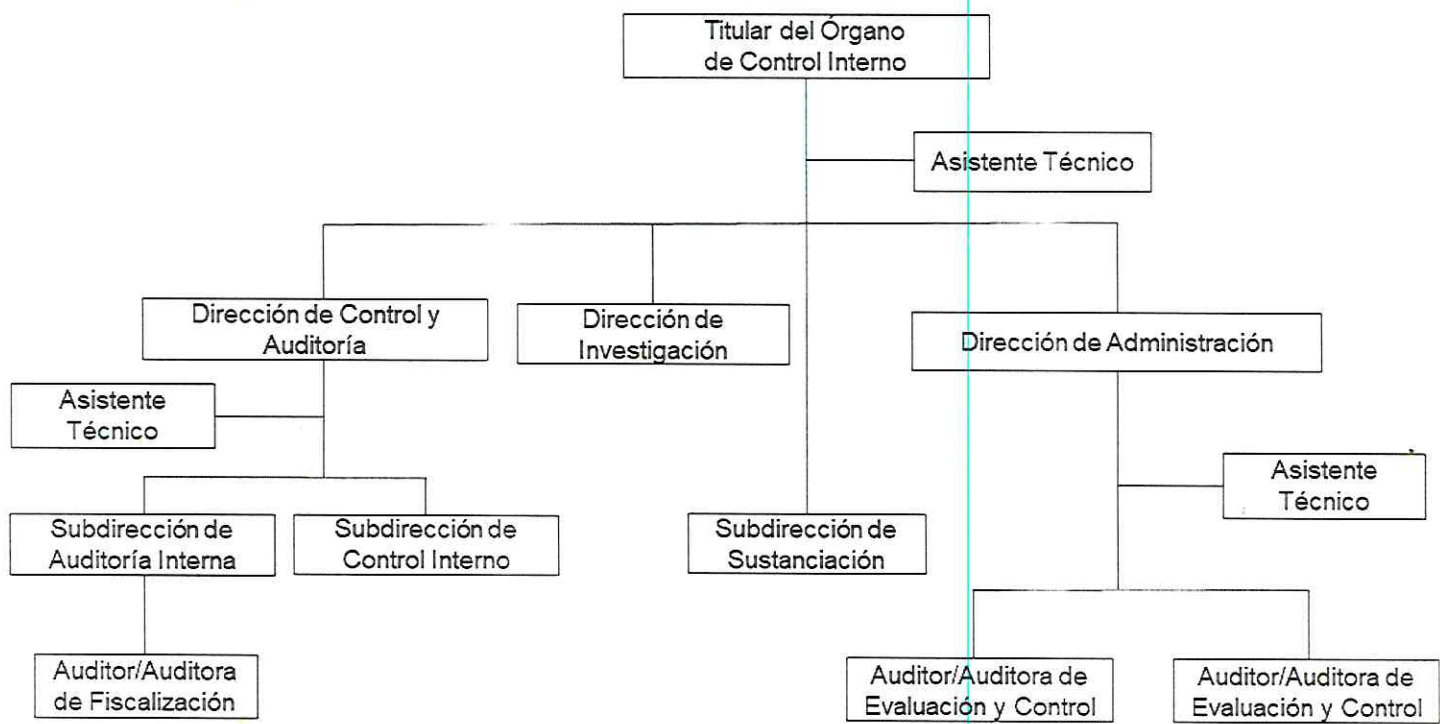 Titular del Órgano
de Control Interno
Asistente Técnico
Dirección de Control y
Auditoría
Dirección de
Investigación
Dirección de Administración
Asistente
Técnico
Asistente
Técnico
Subdirección de
Auditoría Interna
Subdirección de
Control Interno
Subdirección de
Sustanciación
Auditor/Auditora
de Fiscalización
Auditor/Auditora de
Evaluación y Control
Auditor/Auditora de
Evaluación y Control